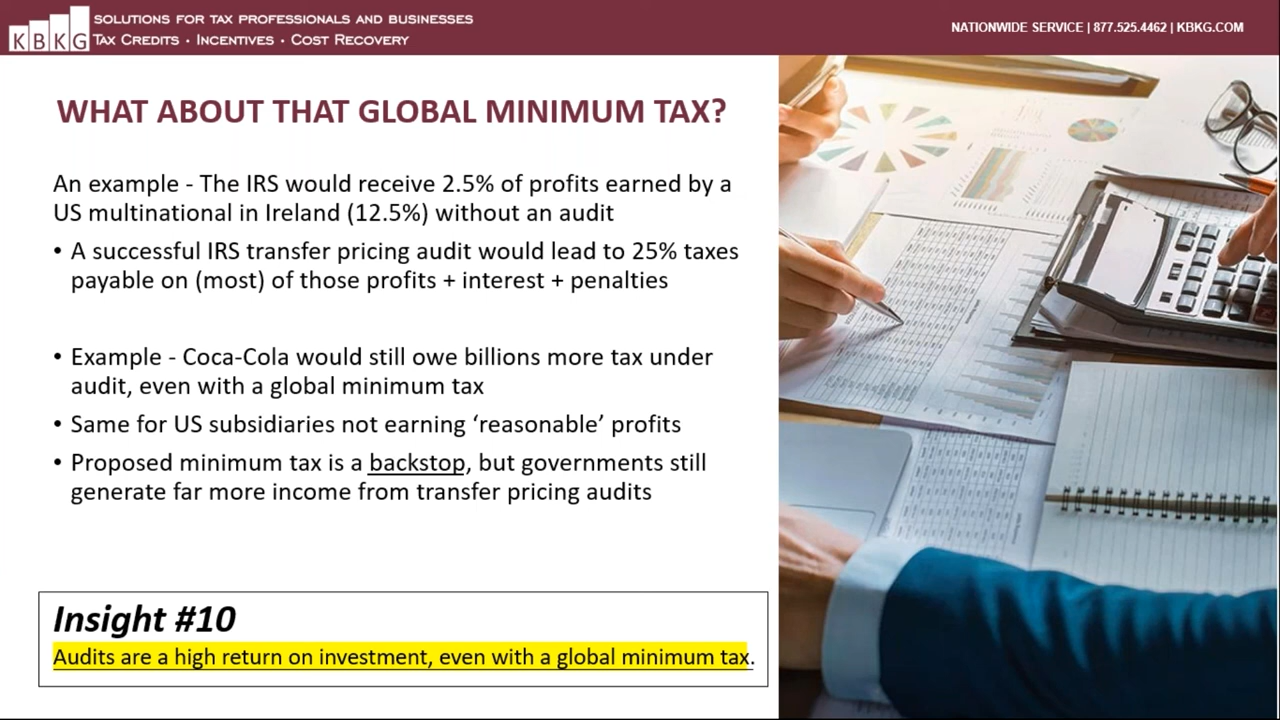 KBKG
SOLUTIONS FOR TAX PROFESSIONALS AND BUSINESSES
TAX CREDITS · INCENTIVES · COST RECOVERY
NATIONWIDE SERVICE | 877.525.4462 | KBKG.COM
WHAT ABOUT THAT GLOBAL MINIMUM TAX?
An example - The IRS would receive 2.5% of profits earned by a
US multinational in Ireland (12.5%) without an audit
• A successful IRS transfer pricing audit would lead to 25% taxes
payable on (most) of those profits + interest + penalties
• Example - Coca-Cola would still owe billions more tax under
audit, even with a global minimum tax
• Same for US subsidiaries not earning ‘reasonable’ profits
• Proposed minimum tax is a backstop, but governments still
generate far more income from transfer pricing audits
Insight #10
Audits are a high return on investment, even with a global minimum tax.